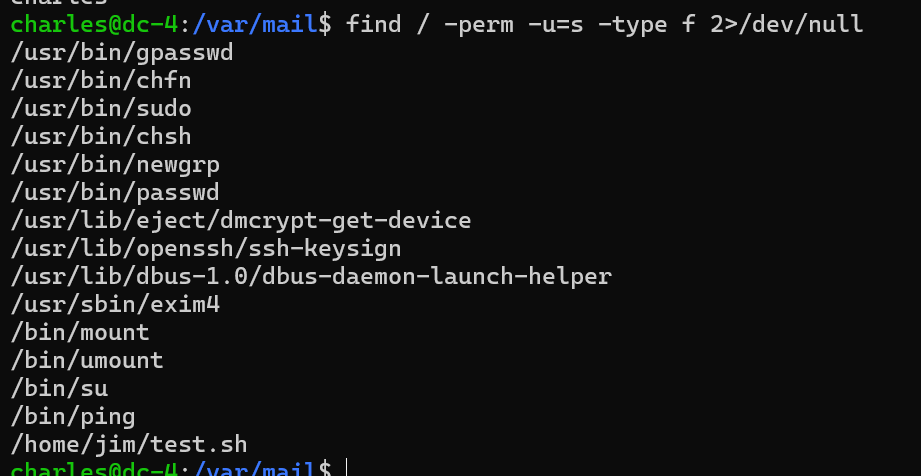 charles
charles@dc-4:/var/mail$ find / -perm -u=s -type f 2>/dev/null
/usr/bin/gpasswd
/usr/bin/chfn
/usr/bin/sudo
/usr/bin/chsh
/usr/bin/newgrp
/usr/bin/passwd
/usr/lib/eject/dmcrypt-get-device
/usr/lib/openssh/ssh-keysign
/usr/lib/dbus-1.0/dbus-daemon-launch-helper
/usr/sbin/exim4
/bin/mount
/bin/umount
/bin/su
/bin/ping
/home/jim/test.sh
charles@dc-4:/var/mail$